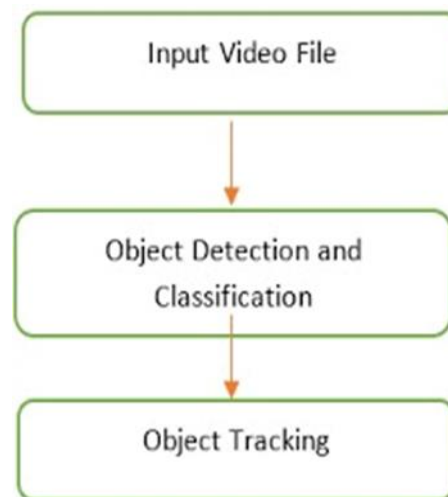 Input Video File
Object Detection and
Classification
Object Tracking